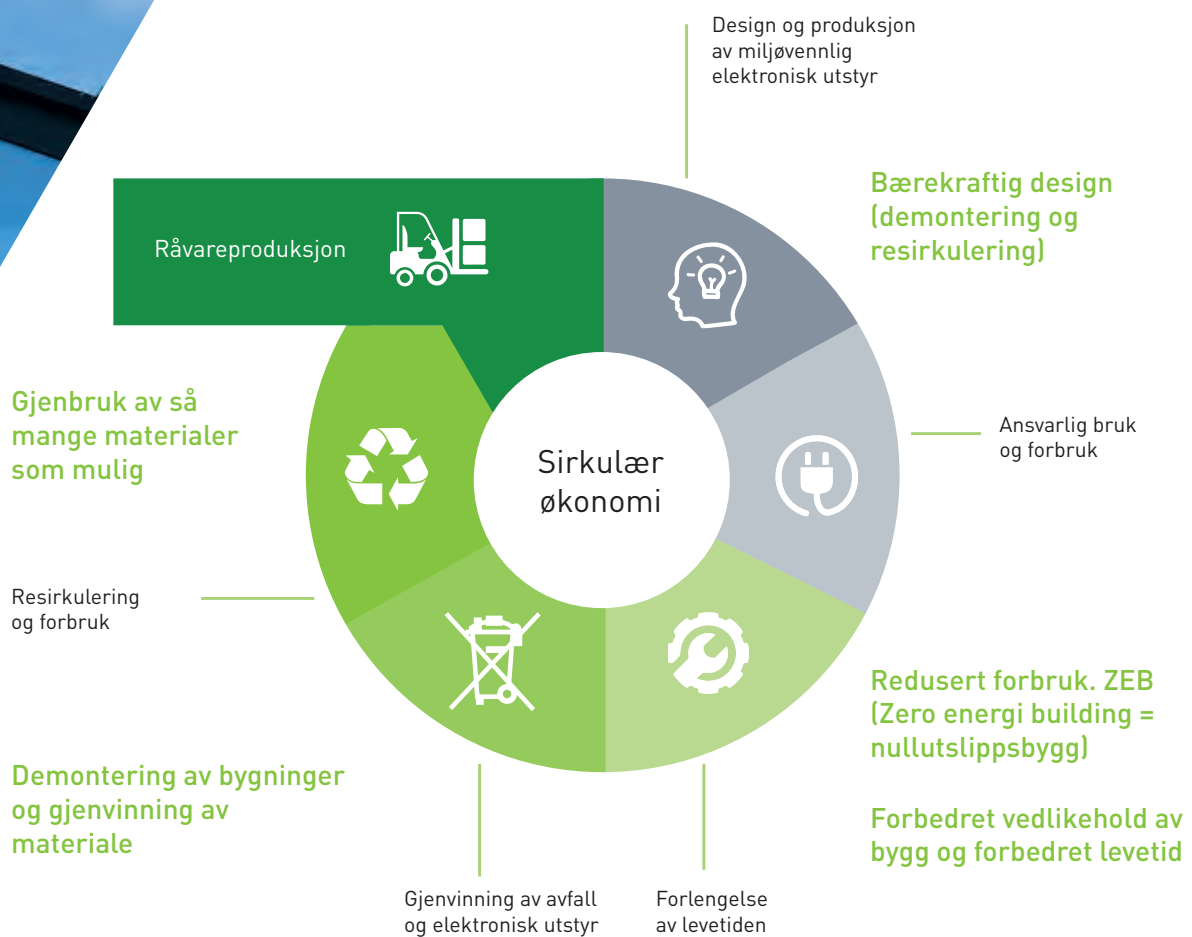 Design og produksjon
av miljøvennlig
elektronisk utstyr
Bærekraftig design
(demontering og
resirkulering)
Råvareproduksjon
Gjenbruk av så
mange materialer
som mulig
Sirkulær
økonomi
Ansvarlig bruk
og forbruk
Resirkulering
og forbruk
Redusert forbruk. ZEB
(Zero energi building =
nullutslippsbygg)
Forbedret vedlikehold av
bygg og forbedret levetid
Demontering av bygninger
og gjenvinning av
materiale
Gjenvinning av avfall
og elektronisk utstyr
Forlengelse
av levetiden